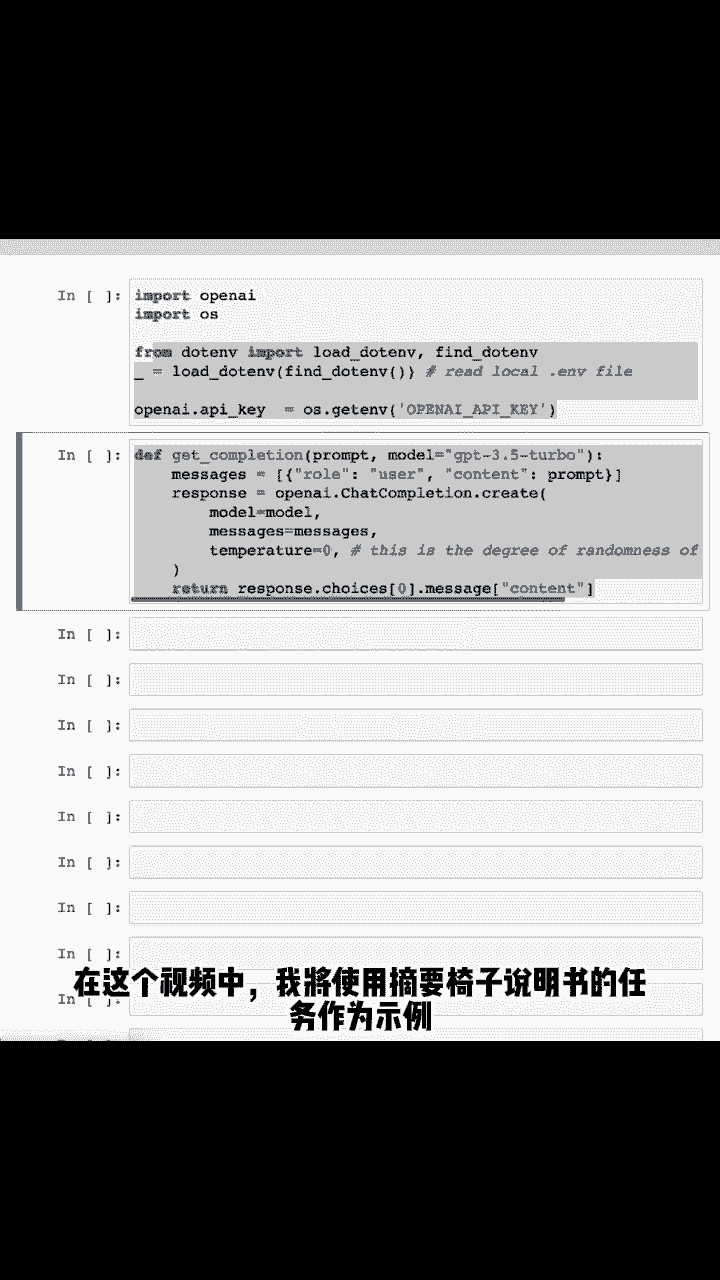 In [ ]: import openai
import os
from dotenv import load_dotenv, find_dotenv
_ = load_dotenv(find_dotenv()) # read local .env file
openai.api_key  = os.getenv('OPENAI_API_KEY')
In [ ]: def get_completion(prompt, model="gpt-3.5-turbo"):
    messages = [{"role": "user", "content": prompt}]
    response = openai.ChatCompletion.create(
        model=model,
        messages=messages,
        temperature=0, # this is the degree of randomness of
    )
    return response.choices[0].message["content"]
In [ ]:
In [ ]:
In [ ]:
In [ ]:
In [ ]:
In [ ]:
In [ ]:
In [ ]:
In [ ]:
在这个视频中，我將使用摘要椅子说明书的任
务作为示例